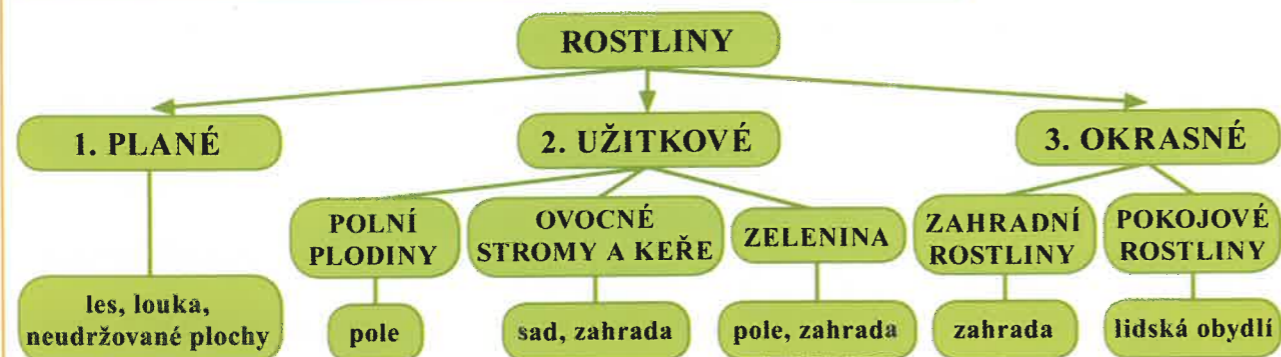 ROSTLINY
1. PLANÉ
2. UŽITKOVÉ
3. OKRASNÉ
POLNÍ
PLODINY
OVOCNÉ
STROMY A KEŘE
ZELENINA
ZAHRADNÍ
ROSTLINY
POKOJOVÉ
ROSTLINY
les, louka,
neudržované plochy
pole
sad, zahrada
pole, zahrada
zahrada
lidská obydlí